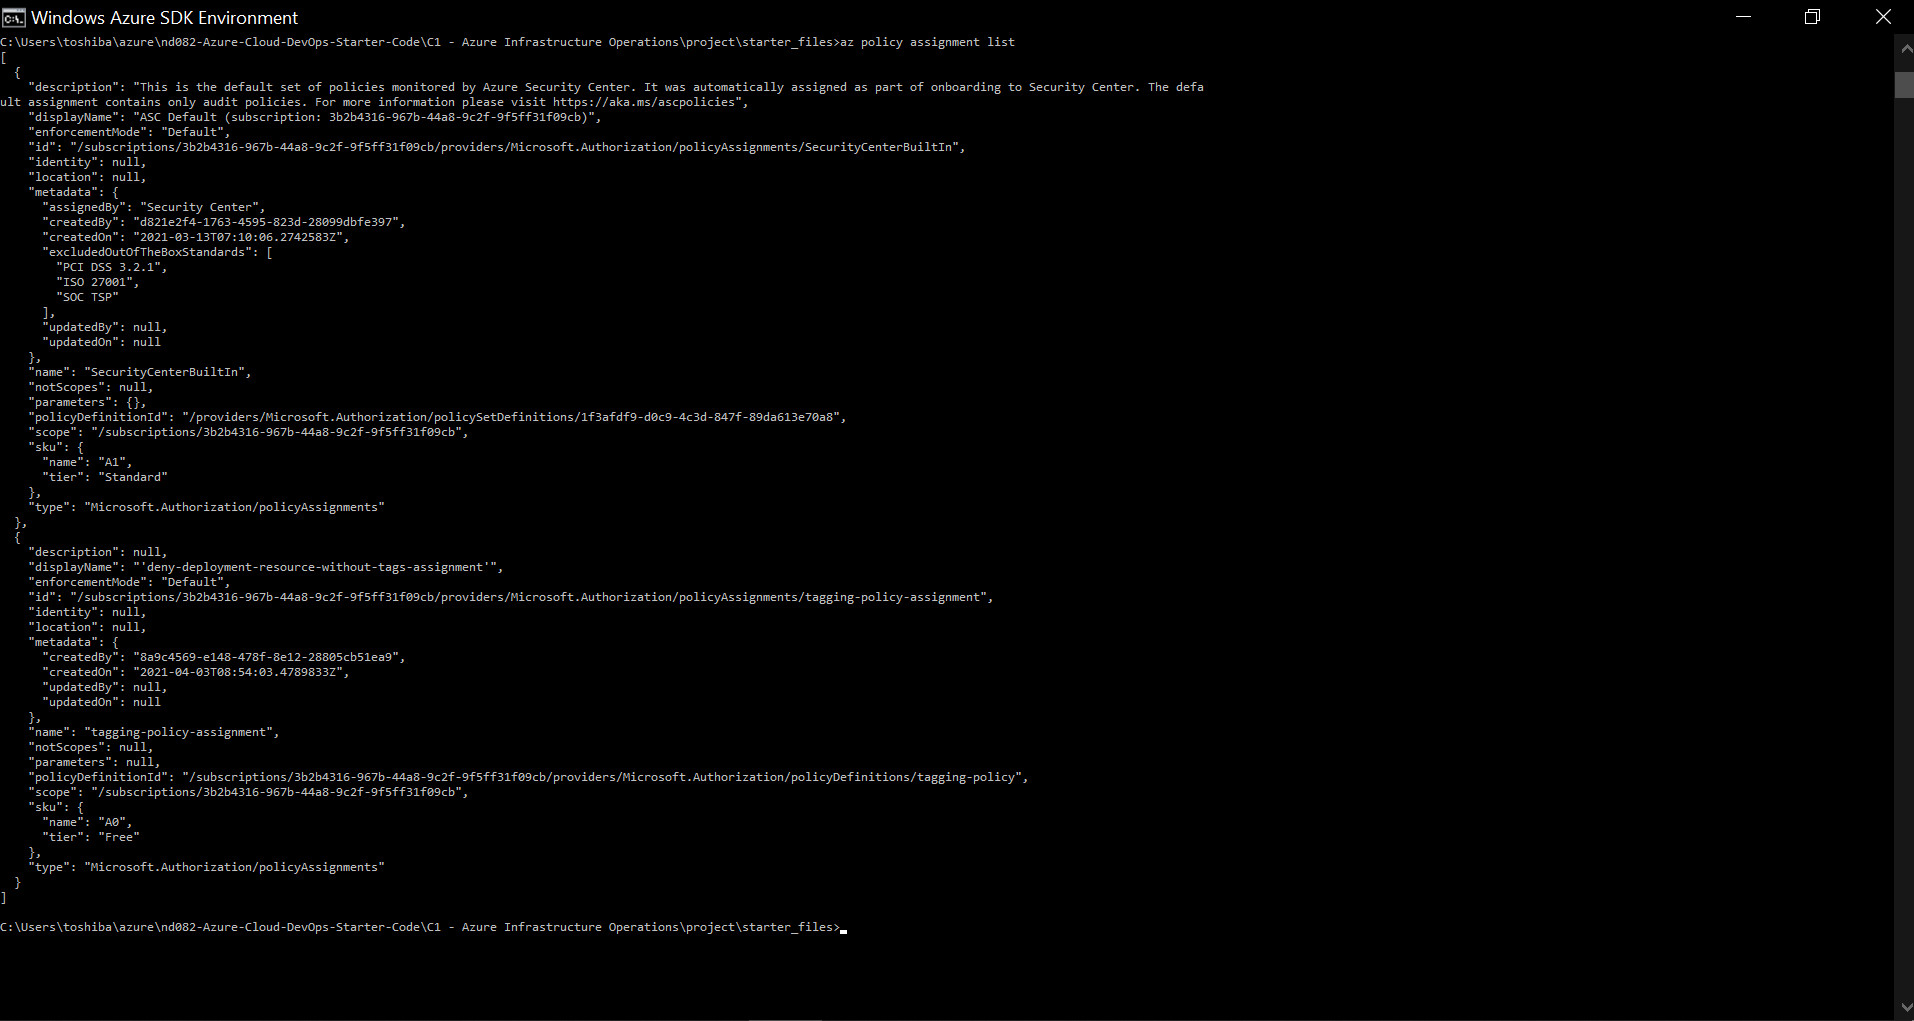 Windows Azure SDK Environment
C:\Users\toshiba\azure\nd082-Azure-Cloud-DevOps-Starter-Code\C1 - Azure Infrastructure Operations\project\starter_files>az policy assignment list
[
  {
    "description": "This is the default set of policies monitored by Azure Security Center. It was automatically assigned as part of onboarding to Security Center. The defa
ult assignment contains only audit policies. For more information please visit https://aka.ms/ascpolicies",
    "displayName": "ASC Default (subscription: 3b2b4316-967b-44a8-9c2f-9f5ff31f09cb)",
    "enforcementMode": "Default",
    "id": "/subscriptions/3b2b4316-967b-44a8-9c2f-9f5ff31f09cb/providers/Microsoft.Authorization/policyAssignments/SecurityCenterBuiltIn",
    "identity": null,
    "location": null,
    "metadata": {
      "assignedBy": "Security Center",
      "createdBy": "d821e2f4-1763-4595-823d-28099dbfe397",
      "createdOn": "2021-03-13T07:10:06.2742583Z",
      "excludedOutOfTheBoxStandards": [
        "PCI DSS 3.2.1",
        "ISO 27001",
        "SOC TSP"
      ],
      "updatedBy": null,
      "updatedOn": null
    },
    "name": "SecurityCenterBuiltIn",
    "notScopes": null,
    "parameters": {},
    "policyDefinitionId": "/providers/Microsoft.Authorization/policySetDefinitions/1f3afdf9-d0c9-4c3d-847f-89da613e70a8",
    "scope": "/subscriptions/3b2b4316-967b-44a8-9c2f-9f5ff31f09cb",
    "sku": {
      "name": "A1",
      "tier": "Standard"
    },
    "type": "Microsoft.Authorization/policyAssignments"
  },
  {
    "description": null,
    "displayName": "'deny-deployment-resource-without-tags-assignment'",
    "enforcementMode": "Default",
    "id": "/subscriptions/3b2b4316-967b-44a8-9c2f-9f5ff31f09cb/providers/Microsoft.Authorization/policyAssignments/tagging-policy-assignment",
    "identity": null,
    "location": null,
    "metadata": {
      "createdBy": "8a9c4569-e148-478f-8e12-28805cb51ea9",
      "createdOn": "2021-04-03T08:54:03.4789833Z",
      "updatedBy": null,
      "updatedOn": null
    },
    "name": "tagging-policy-assignment",
    "notScopes": null,
    "parameters": null,
    "policyDefinitionId": "/subscriptions/3b2b4316-967b-44a8-9c2f-9f5ff31f09cb/providers/Microsoft.Authorization/policyDefinitions/tagging-policy",
    "scope": "/subscriptions/3b2b4316-967b-44a8-9c2f-9f5ff31f09cb",
    "sku": {
      "name": "A0",
      "tier": "Free"
    },
    "type": "Microsoft.Authorization/policyAssignments"
  }
]
C:\Users\toshiba\azure\nd082-Azure-Cloud-DevOps-Starter-Code\C1 - Azure Infrastructure Operations\project\starter_files>